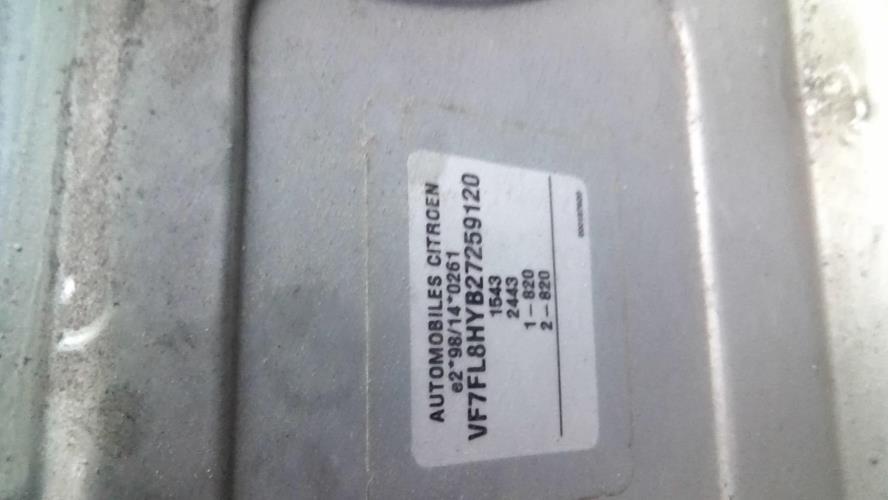 AUTOMOBILES CITROEN
e2*98/14*0261
VF7FL8HYB27259120
1543
2443
1-820
2-820